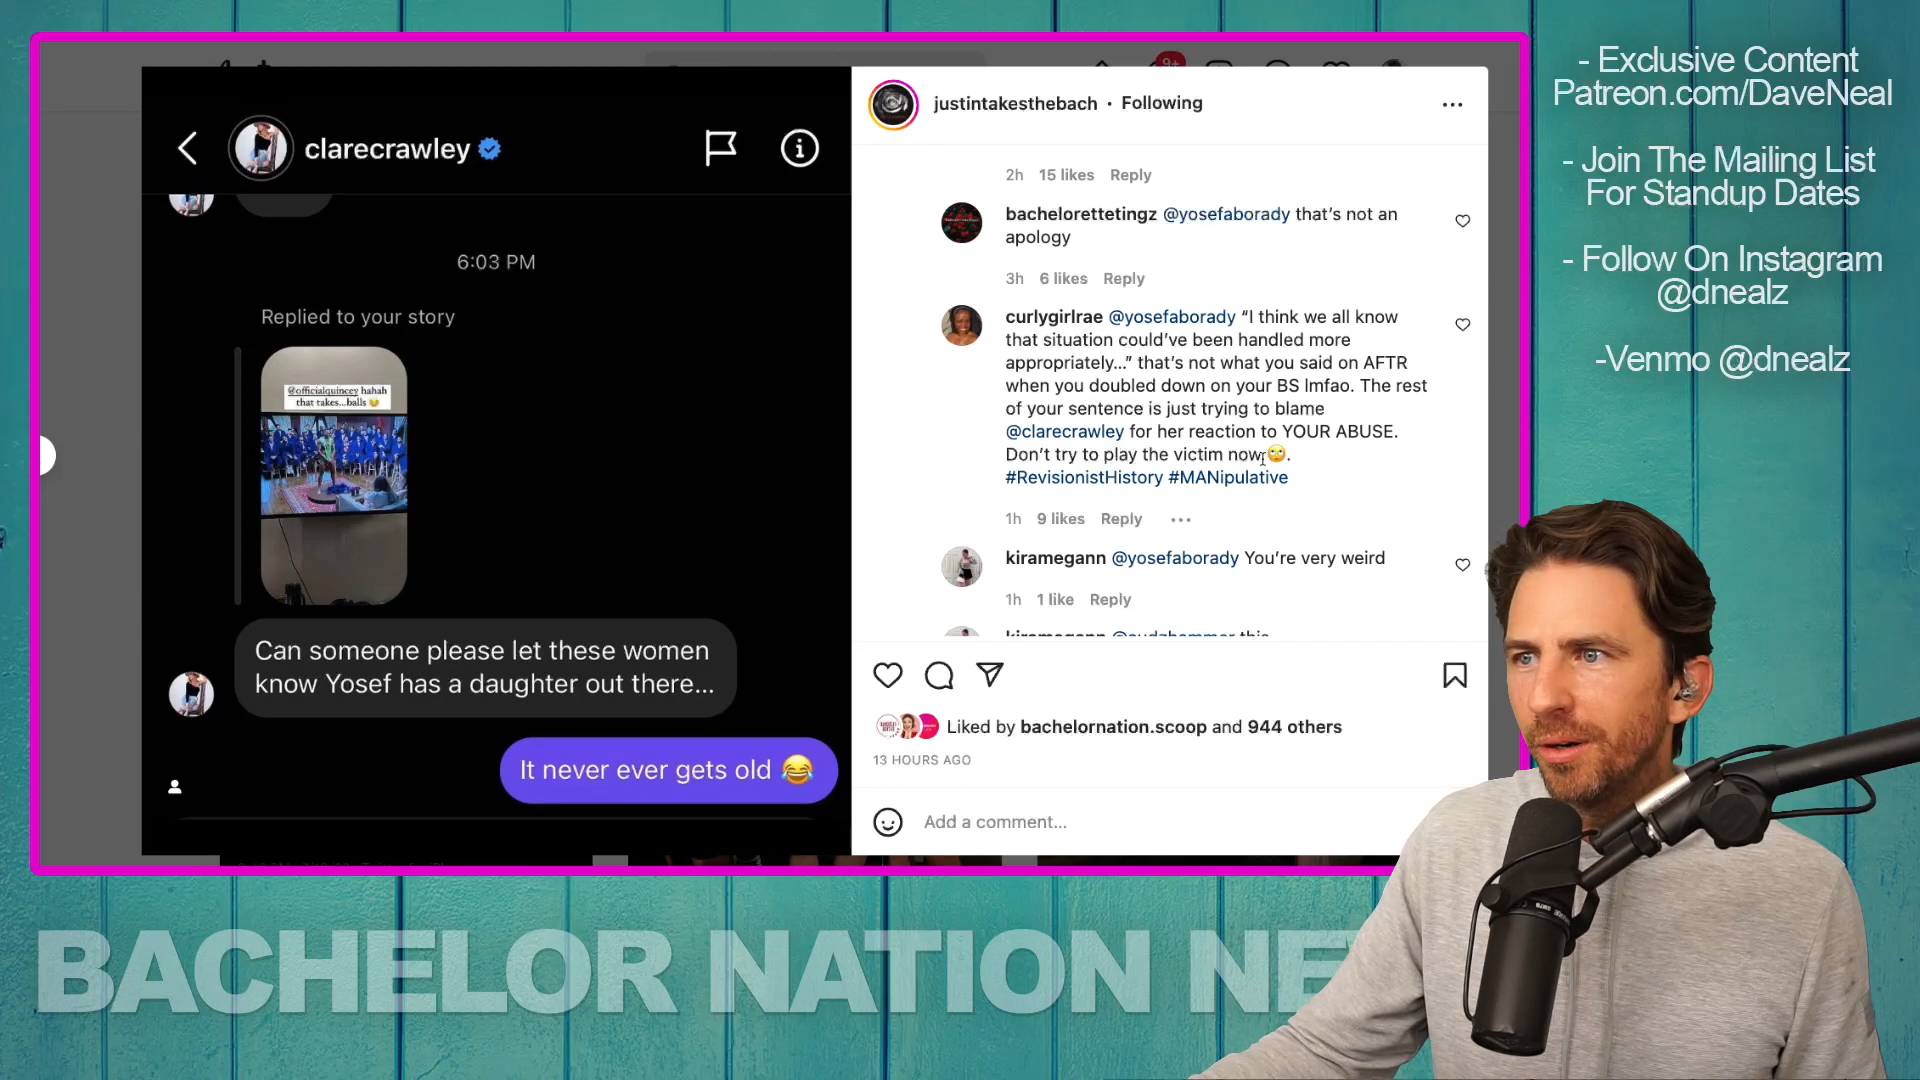 - Exclusive Content
Patreon.com/DaveNeal
- Join The Mailing List
For Standup Dates
- Follow On Instagram
@dnealz
-Venmo @dnealz
9+
clarecrawley
6:03 PM
Replied to your story
@officialquincey hahah
that takes...balls 😂
Can someone please let these women
know Yosef has a daughter out there...
It never ever gets old 😂
justintakesthebach • Following
2h 15 likes Reply
bachelorettetingz @yosefaborady that's not an
apology
3h 6 likes Reply
curlygirlrae @yosefaborady “I think we all know
that situation could've been handled more
appropriately...” that's not what you said on AFTR
when you doubled down on your BS lmfao. The rest
of your sentence is just trying to blame
@clarecrawley for her reaction to YOUR ABUSE.
Don't try to play the victim now🙄.
#RevisionistHistory #MANipulative
1h 9 likes Reply
kiramegann @yosefaborady You're very weird
1h 1 like Reply
Liked by bachelornation.scoop and 944 others
13 HOURS AGO
Add a comment...
BACHELOR NATION NE